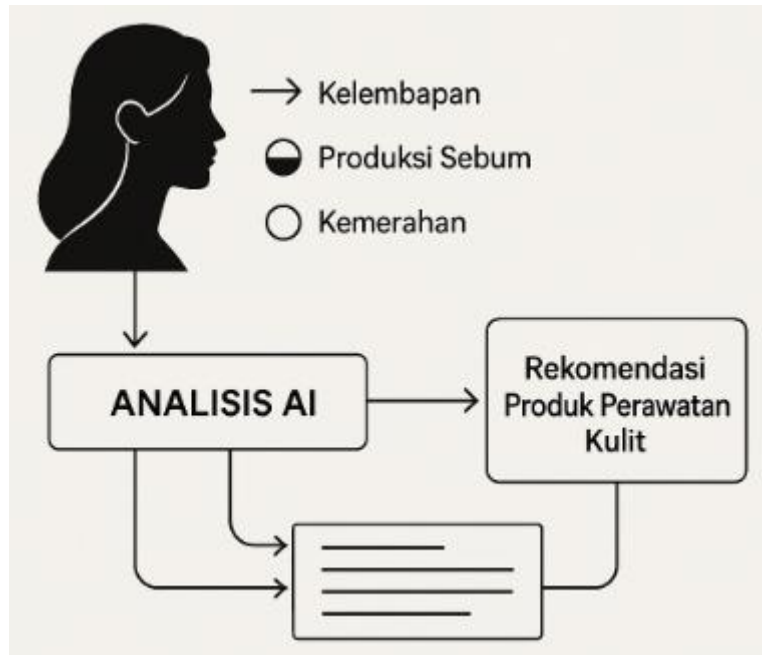 Kelembapan
Produksi Sebum
Kemerahan
ANALISIS AI
Rekomendasi
Produk Perawatan
Kulit